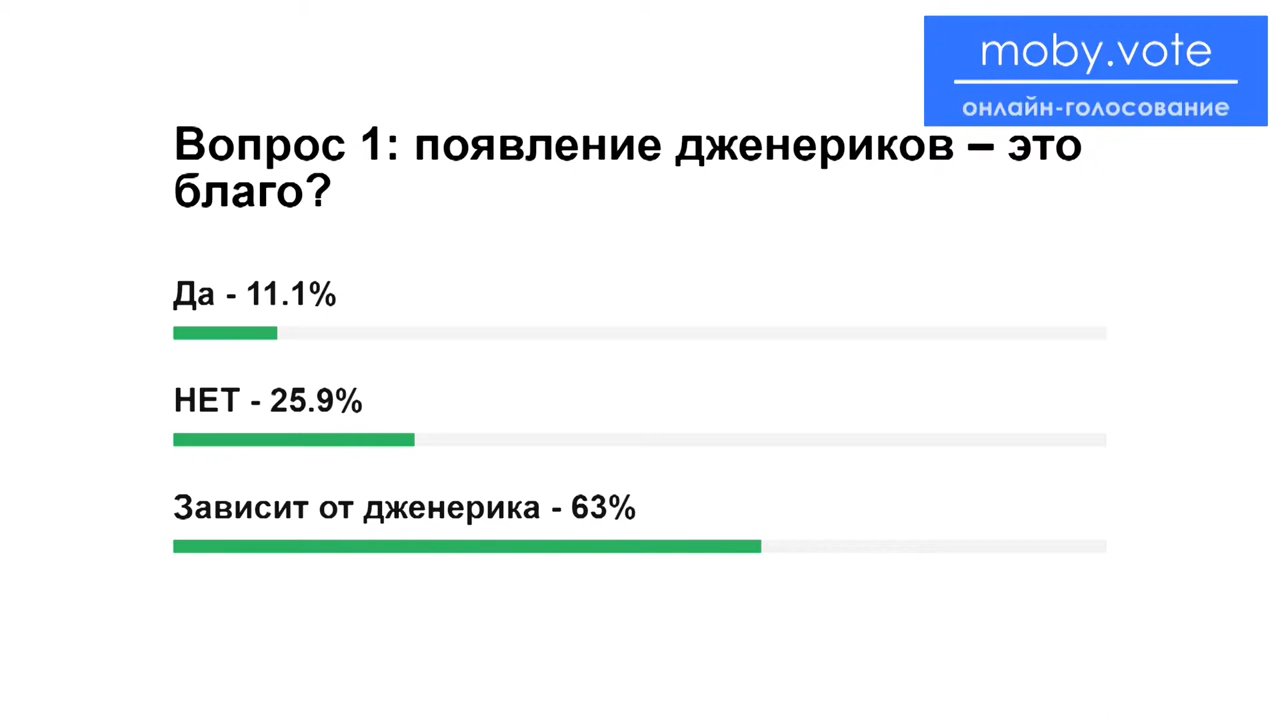 moby.vote
онлайн-голосование
Вопрос 1: появление дженериков – это
благо?
Да - 11.1%
НЕТ - 25.9%
Зависит от дженерика - 63%